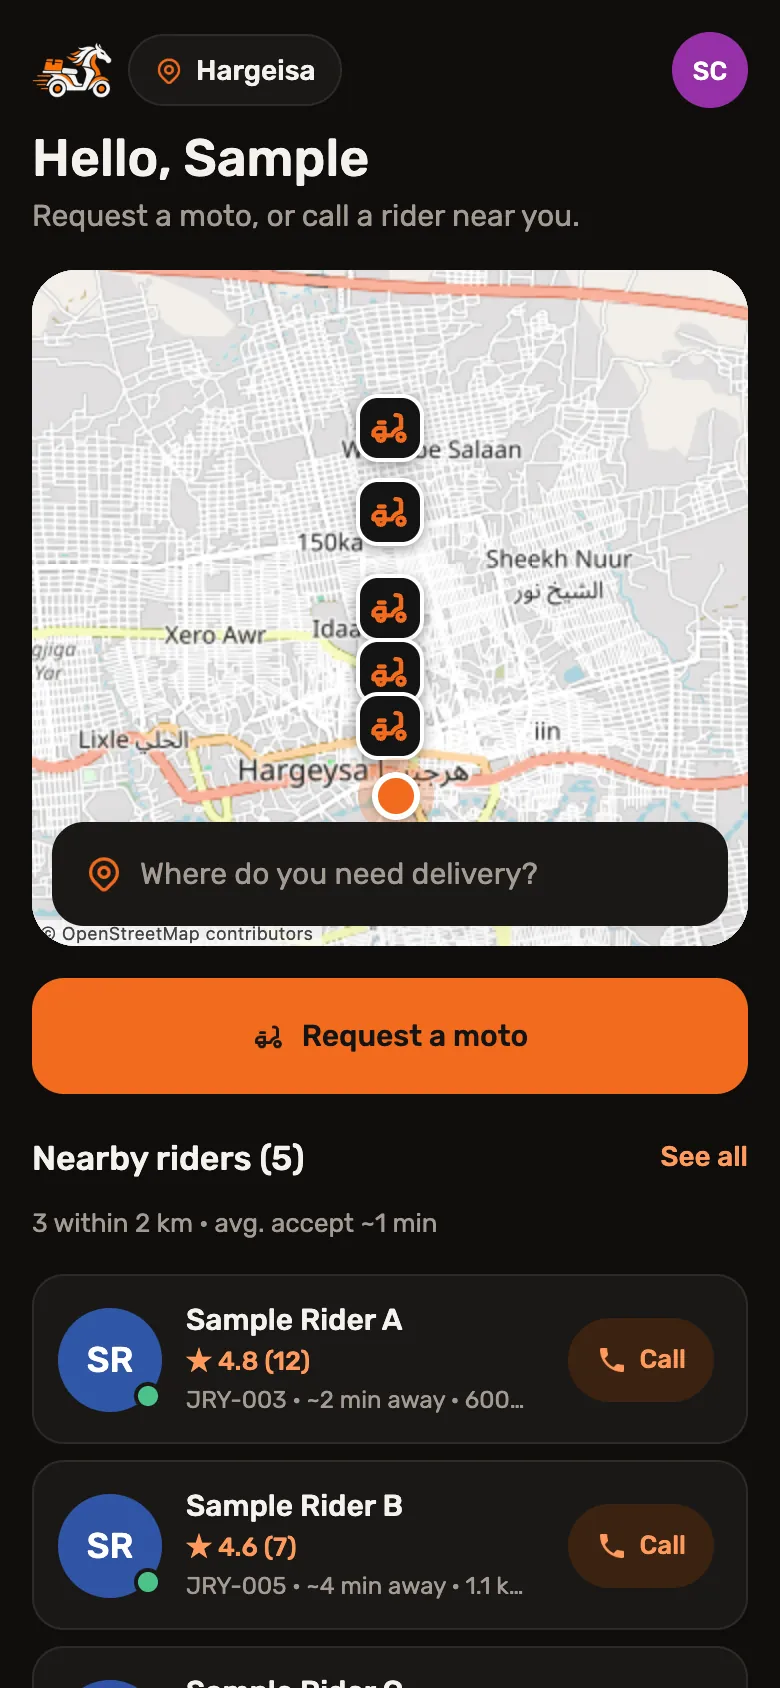 Hargeisa
SC
Hello, Sample
Request a moto, or call a rider near you.
Salaan
150ka
Sheekh Nuur
الشيخ نور
Xero Awr
gjiga
Yar
Lixle الحلي
iin
Hargeysa
Where do you need delivery?
© OpenStreetMap contributors
Request a moto
Nearby riders (5)
See all
3 within 2 km • avg. accept ~1 min
SR
Sample Rider A
★ 4.8 (12)
JRY-003 • ~2 min away • 600...
Call
SR
Sample Rider B
★ 4.6 (7)
JRY-005 • ~4 min away • 1.1 k...
Call